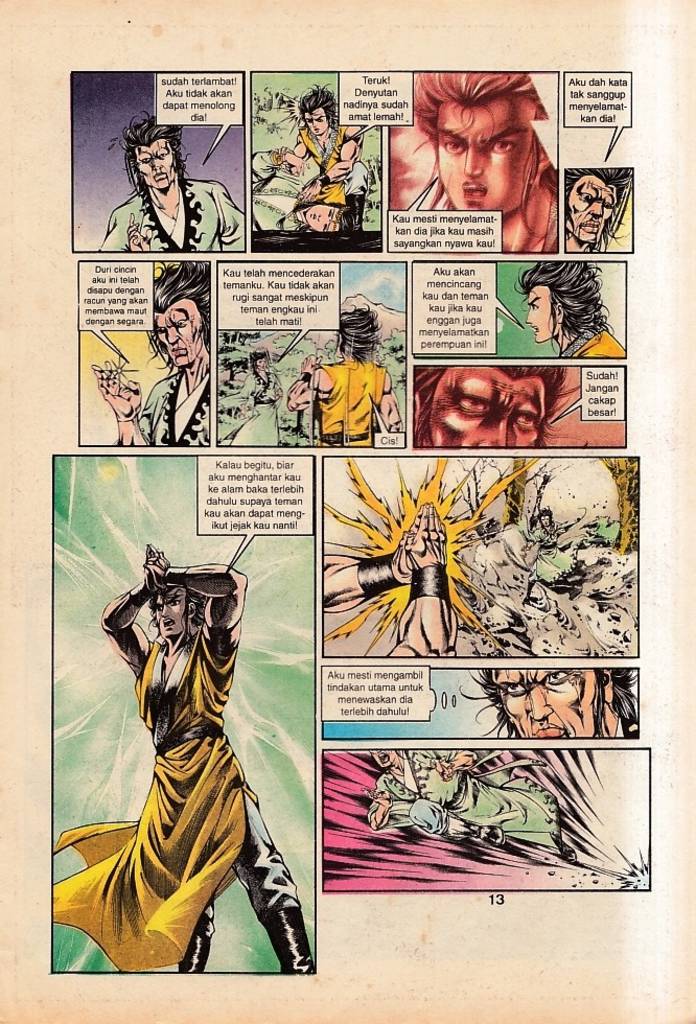 sudah terlambat!
Aku tidak akan
dapat menolong
dia!
Teruk!
Denyutan
nadinya sudah
amat lemah!
Kau mesti menyelamat-
kan dia jika kau masih
sayangkan nyawa kau!
Aku dah kata
tak sanggup
menyelamat-
kan dia!
Duri cincin
aku ini telah
disapu dengan
racun yang akan
membawa maut
dengan segara.
Kau telah mencederakan
temanku. Kau tidak akan
rugi sangat meskipun
teman engkau ini
telah mati!
Cis!
Aku akan
mencincang
kau dan teman
kau jika kau
enggan juga
menyelamatkan
perempuan ini!
Sudah!
Jangan
cakap
besar!
Kalau begitu, biar
aku menghantar kau
ke alam baka terlebih
dahulu supaya teman
kau akan dapat meng-
ikut jejak kau nanti!
Aku mesti mengambil
tindakan utama untuk
menewaskan dia
terlebih dahulu!
13